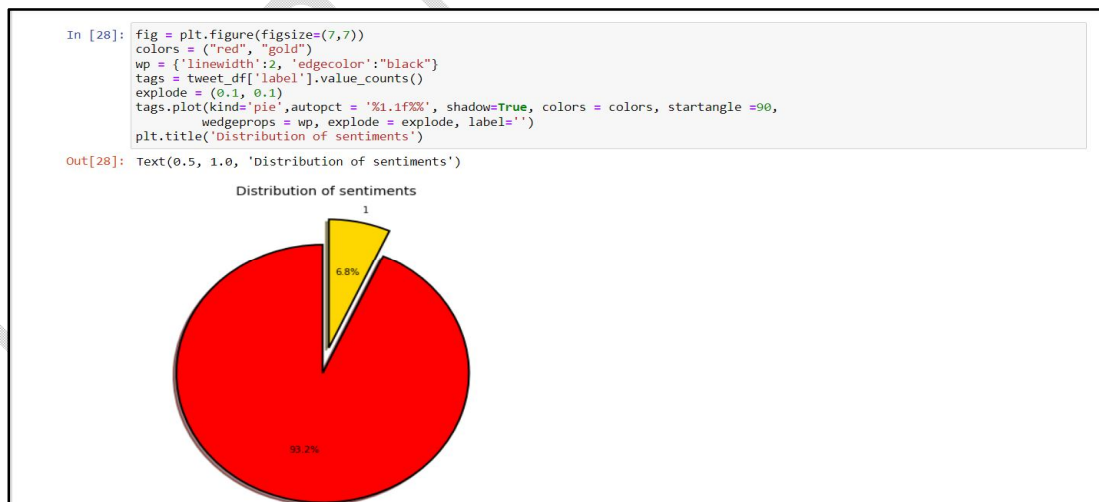 In [28]: fig = plt.figure(figsize=(7,7))
colors = ("red", "gold")
wp = {'linewidth':2, 'edgecolor':"black"}
tags = tweet_df['label'].value_counts()
explode = (0.1, 0.1)
tags.plot(kind='pie',autopct = '%1.1f%%', shadow=True, colors = colors, startangle =90,
wedgeprops = wp, explode = explode, label='')
plt.title('Distribution of sentiments')
Out[28]: Text(0.5, 1.0, 'Distribution of sentiments')
Distribution of sentiments
1
6.8%
93.2%